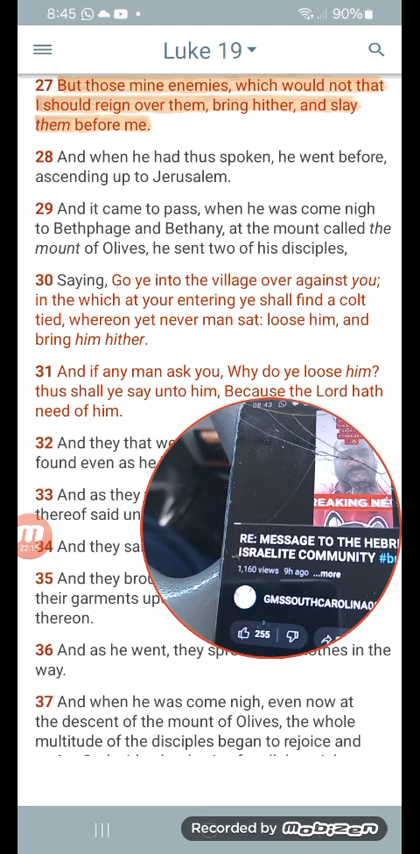 8:45 90%
Luke 19
27 But those mine enemies, which would not that
I should reign over them, bring hither, and slay
them before me.
28 And when he had thus spoken, he went before,
ascending up to Jerusalem.
29 And it came to pass, when he was come nigh
to Bethphage and Bethany, at the mount called the
mount of Olives, he sent two of his disciples,
30 Saying, Go ye into the village over against you;
in the which at your entering ye shall find a colt
tied, whereon yet never man sat: loose him, and
bring him hither.
31 And if any man ask you, Why do ye loose him?
thus shall ye say unto him, Because the Lord hath
need of him.
32 And they that we
found even as he
33 And as they
thereof said un
34 And they sai
35 And they brou
their garments up
thereon.
36 And as he went, they spre othes in the
way.
37 And when he was come nigh, even now at
the descent of the mount of Olives, the whole
multitude of the disciples began to rejoice and
08:43
REAKING NE
RE: MESSAGE TO THE HEBR
ISRAELITE COMMUNITY #b
1,160 views 9h ago ...more
GMSSOUTHCAROLINA0
255
22:1
Recorded by mobizen